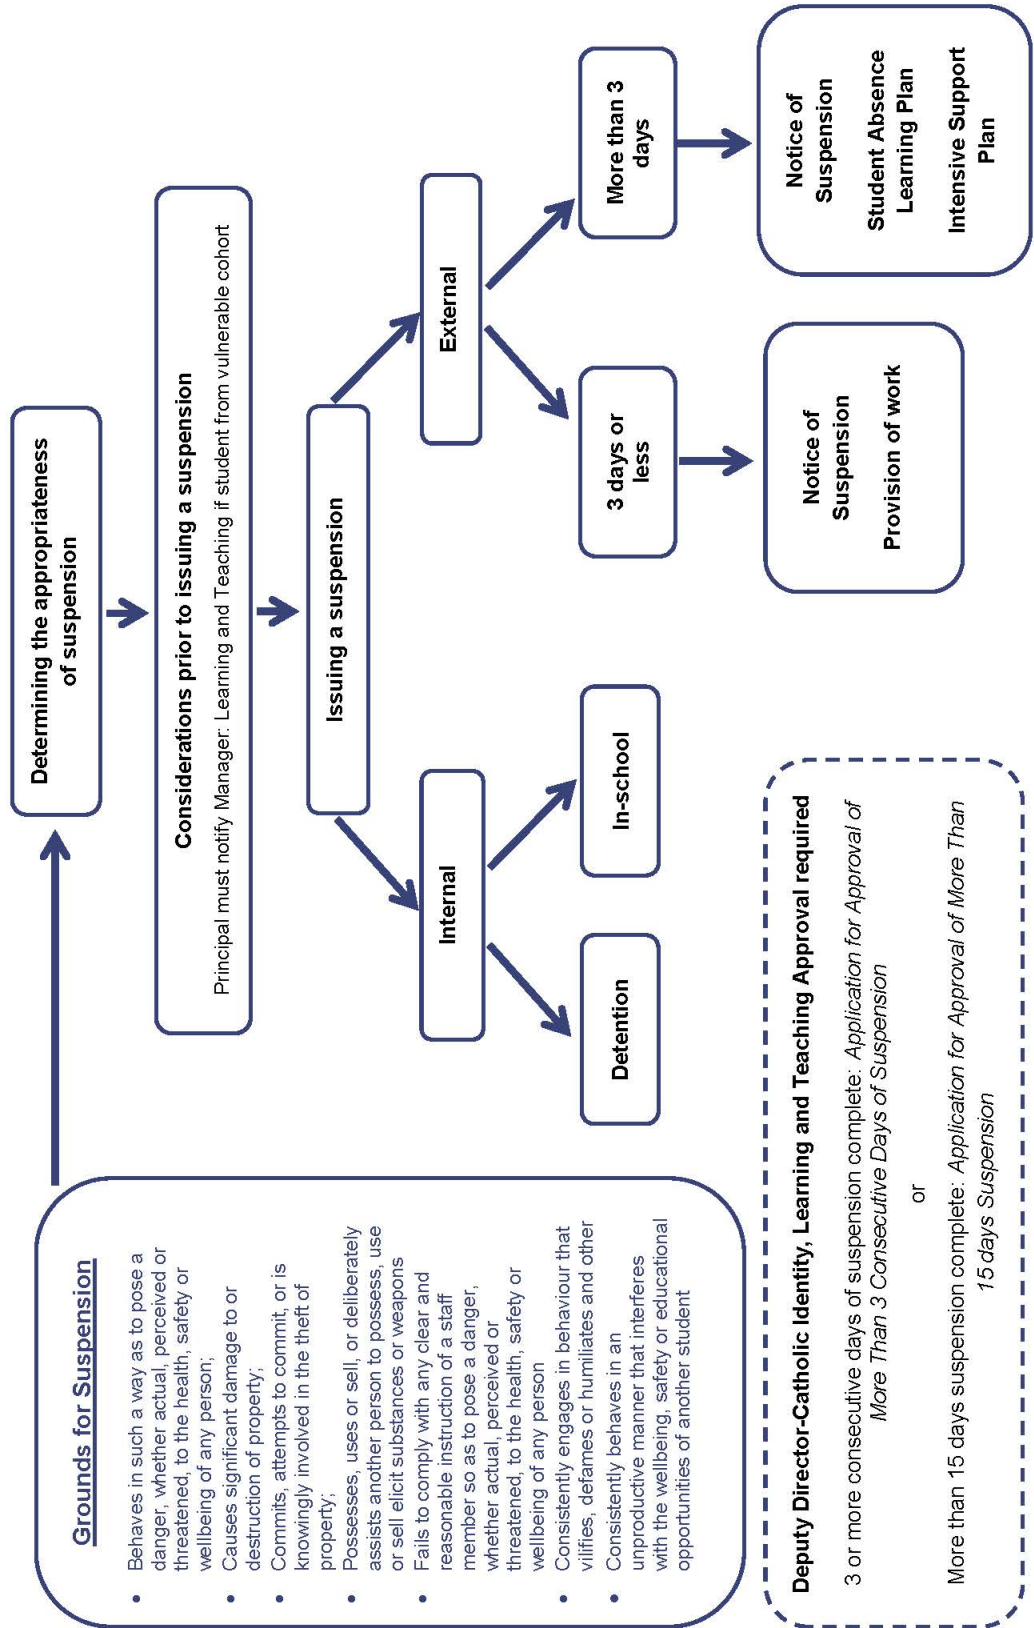 Grounds for Suspension
• Behaves in such a way as to pose a
danger, whether actual, perceived or
threatened, to the health, safety or
wellbeing of any person;
• Causes significant damage to or
destruction of property;
• Commits, attempts to commit, or is
knowingly involved in the theft of
property;
• Possesses, uses or sell, or deliberately
assists another person to possess, use
or sell elicit substances or weapons
• Fails to comply with any clear and
reasonable instruction of a staff
member so as to pose a danger,
whether actual, perceived or
threatened, to the health, safety or
wellbeing of any person
• Consistently engages in behaviour that
vilifies, defames or humiliates and other
• Consistently behaves in an
unproductive manner that interferes
with the wellbeing, safety or educational
opportunities of another student
Determining the appropriateness
of suspension
Considerations prior to issuing a suspension
Principal must notify Manager: Learning and Teaching if student from vulnerable cohort
Issuing a suspension
Internal
External
Detention
In-school
3 days or
less
More than 3
days
Notice of
Suspension
Provision of work
Notice of
Suspension
Student Absence
Learning Plan
Intensive Support
Plan
Deputy Director-Catholic Identity, Learning and Teaching Approval required
3 or more consecutive days of suspension complete: Application for Approval of
More Than 3 Consecutive Days of Suspension
or
More than 15 days suspension complete: Application for Approval of More Than
15 days Suspension